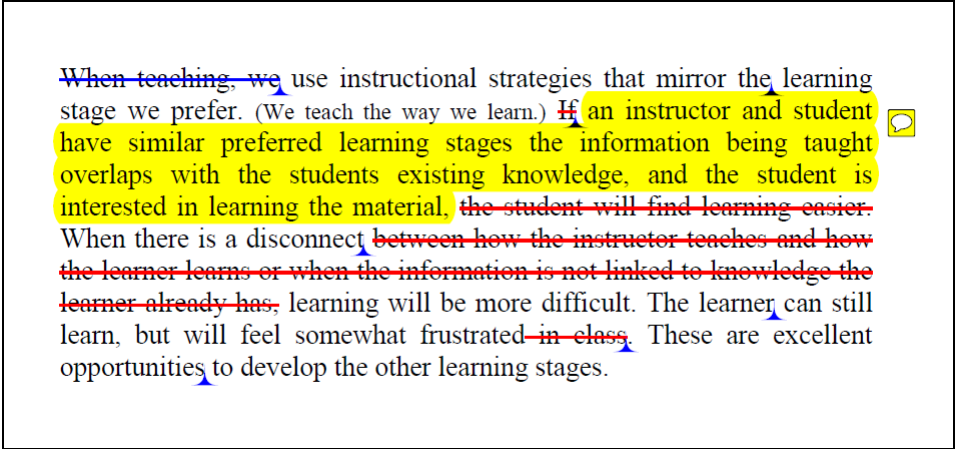 When teaching, we use instructional strategies that mirror the learning
stage we prefer. (We teach the way we learn.) If an instructor and student
have similar preferred learning stages the information being taught
overlaps with the students existing knowledge, and the student is
interested in learning the material, the student will find learning easier.
When there is a disconnect between how the instructor teaches and how
the learner learns or when the information is not linked to knowledge the
learner already has, learning will be more difficult. The learner can still
learn, but will feel somewhat frustrated in class. These are excellent
opportunities to develop the other learning stages.